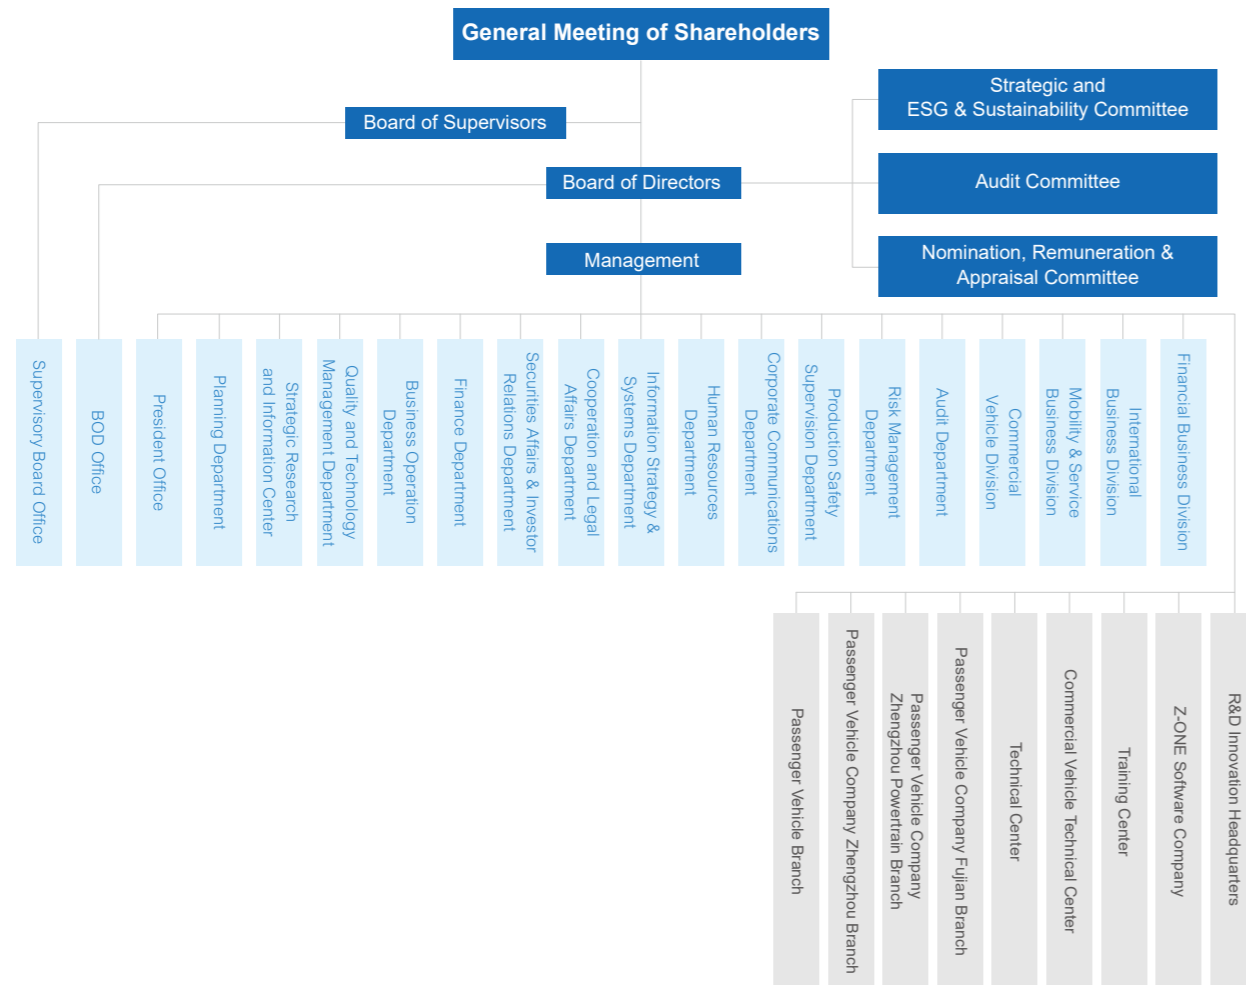 General Meeting of Shareholders
Strategic and
ESG & Sustainability Committee
Board of Supervisors
Board of Directors
Audit Committee
Management
Nomination, Remuneration &
Appraisal Committee
Supervisory Board Office
BOD Office
President Office
Planning Department
Strategic Research
and Information Center
Quality and Technology
Management Department
Business Operation
Department
Finance Department
Securities Affairs & Investor
Relations Department
Cooperation and Legal
Affairs Department
Information Strategy &
Systems Department
Human Resources
Department
Corporate Communications
Department
Production Safety
Supervision Department
Risk Management
Department
Audit Department
Commercial
Vehicle Division
Mobility & Service
Business Division
International
Business Division
Financial Business Division
Passenger Vehicle Branch
Passenger Vehicle Company Zhengzhou Branch
Passenger Vehicle Company
Zhengzhou Powertrain Branch
Passenger Vehicle Company Fujian Branch
Technical Center
Commercial Vehicle Technical Center
Training Center
Z-ONE Software Company
R&D Innovation Headquarters